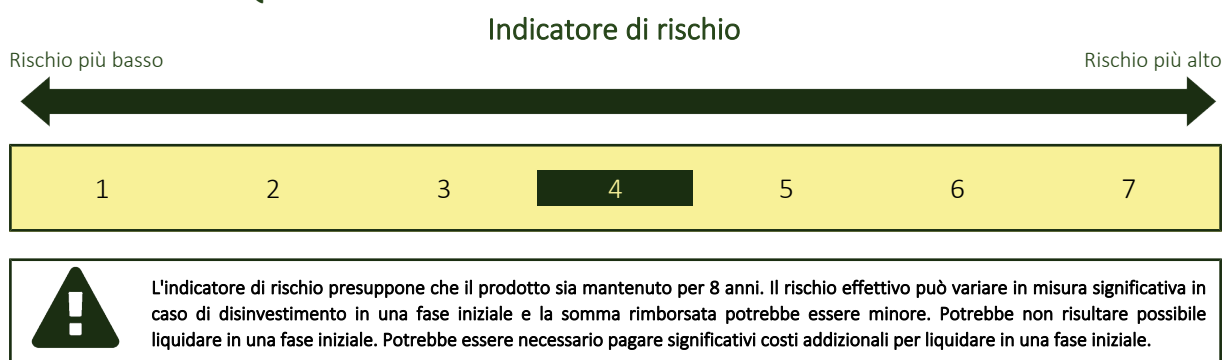 Indicatore di rischio
Rischio più basso Rischio più alto
1 2 3 4 5 6 7
L'indicatore di rischio presuppone che il prodotto sia mantenuto per 8 anni. Il rischio effettivo può variare in misura significativa in
caso di disinvestimento in una fase iniziale e la somma rimborsata potrebbe essere minore. Potrebbe non risultare possibile
liquidare in una fase iniziale. Potrebbe essere necessario pagare significativi costi addizionali per liquidare in una fase iniziale.